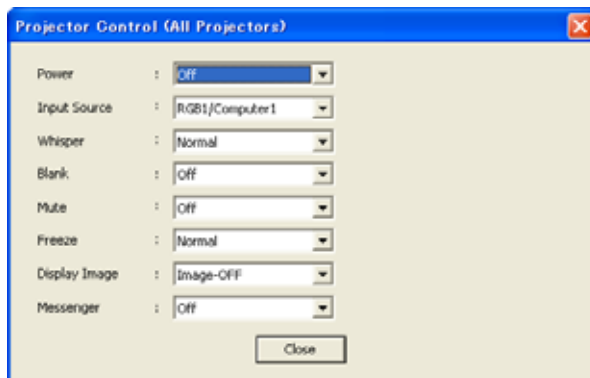 Projector Control (All Projectors)
Power : Off
Input Source : RGB1/Computer1
Whisper : Normal
Blank : Off
Mute : Off
Freeze : Normal
Display Image : Image-OFF
Messenger : Off
Close